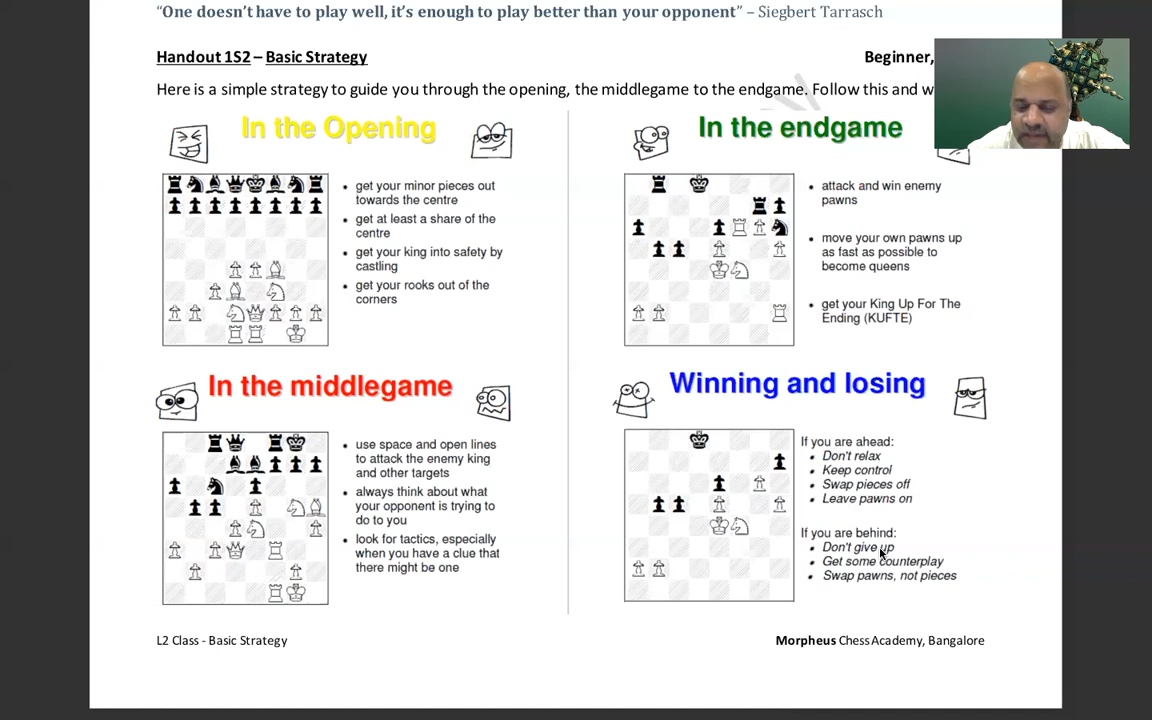 “One doesn’t have to play well, it’s enough to play better than your opponent” – Siegbert Tarrasch
Handout 1S2 – Basic Strategy
Beginner,
Here is a simple strategy to guide you through the opening, the middlegame to the endgame. Follow this and
In the Opening
get your minor pieces out
towards the centre
get at least a share of the
centre
get your king into safety by
castling
get your rooks out of the
corners
In the endgame
attack and win enemy
pawns
move your own pawns up
as fast as possible to
become queens
get your King Up For The
Ending (KUFTE)
In the middlegame
use space and open lines
to attack the enemy king
and other targets
always think about what
your opponent is trying to
do to you
look for tactics, especially
when you have a clue that
there might be one
Winning and losing
If you are ahead:
Don't relax
Keep control
Swap pieces off
Leave pawns on
If you are behind:
Don't give up
Get some counterplay
Swap pawns, not pieces
L2 Class - Basic Strategy
Morpheus Chess Academy, Bangalore